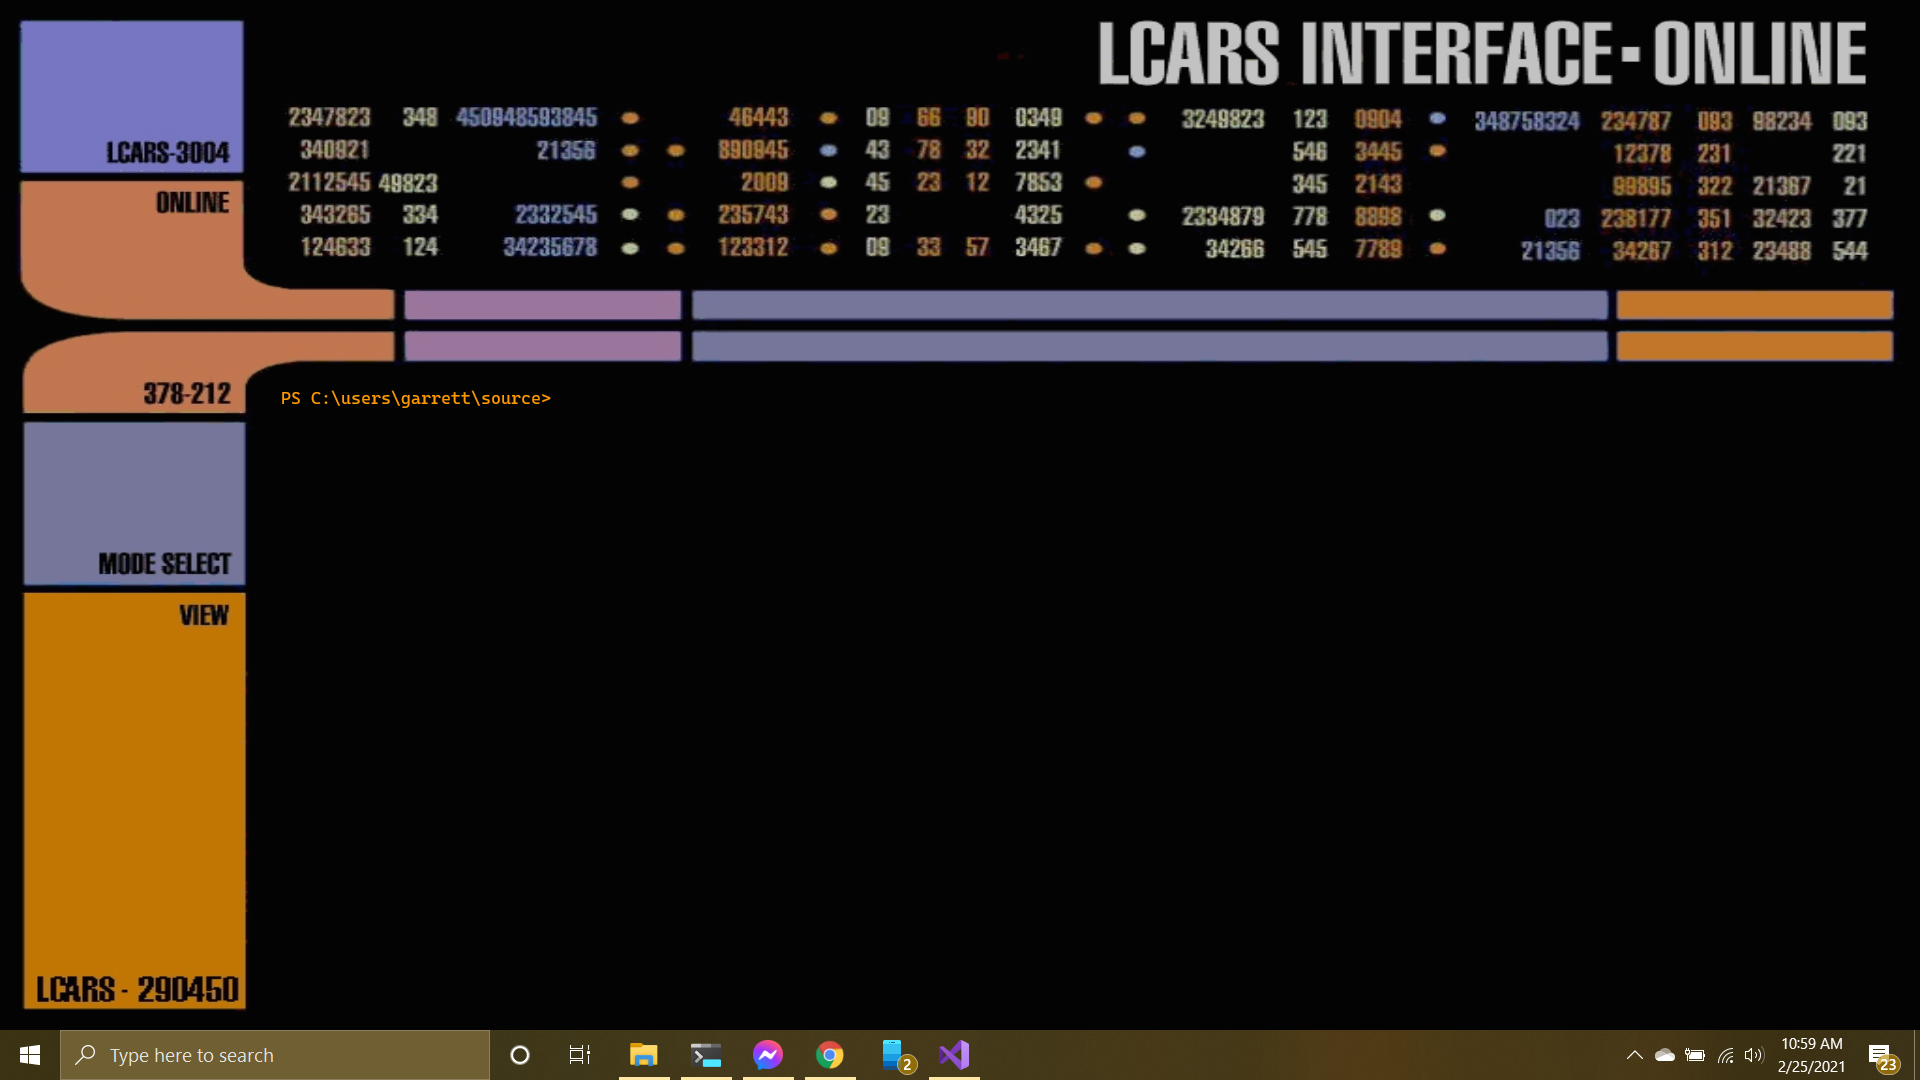 LCARS INTERFACE · ONLINE
LCARS-3004
2347823 348 450948593845 46443 09 66 90 0349 3249823 123 0904 348758324 234787 093 98234 093
340921 21356 890845 43 78 32 2341 546 3445 12378 231 221
2112545 49823 2009 45 23 12 7853 345 2143 99895 322 21367 21
343265 334 2332545 235743 23 4325 2334879 778 8898 023 238177 351 32423 377
124633 124 34235678 123312 09 33 57 3467 34266 545 7789 21356 34267 312 23488 544
ONLINE
378-212
PS C:\users\garrett\source>
MODE SELECT
VIEW
LCARS - 290450
Type here to search
2
10:59 AM
2/25/2021
23